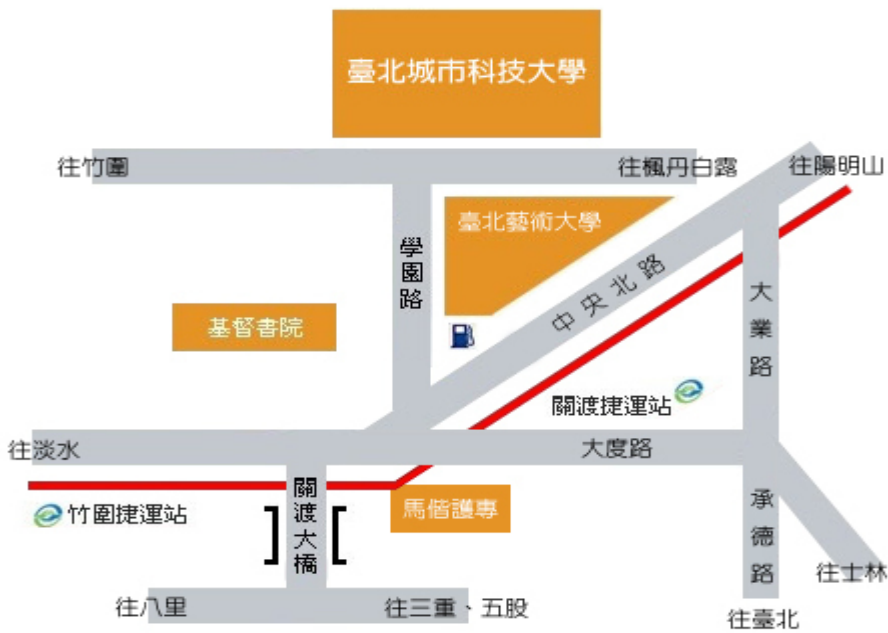 臺北城市科技大學
往竹圍
往楓丹白露
往陽明山
臺北藝術大學
學園路
中央北路
大業路
基督書院
關渡捷運站
往淡水
大度路
竹圍捷運站
關渡大橋
馬偕護專
承德路
往士林
往八里
往三重、五股
往臺北